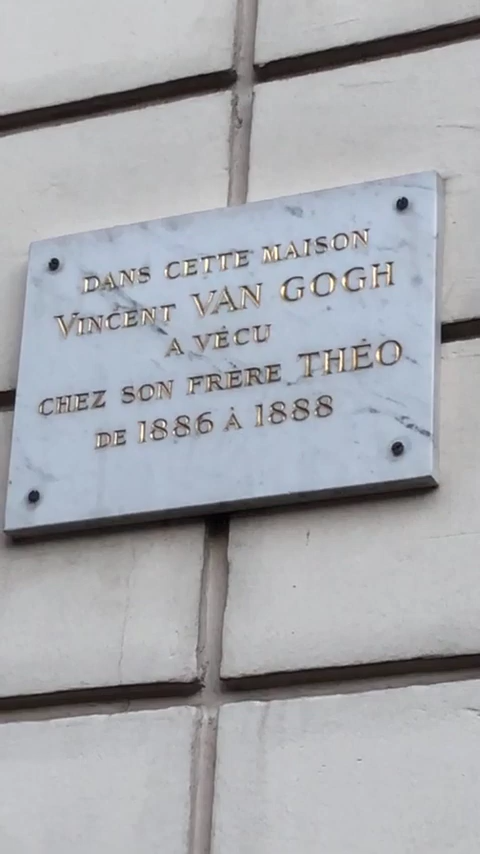 DANS CETTE MAISON
VINCENT VAN GOGH
A VÉCU
CHEZ SON FRÈRE THÉO
DE 1886 À 1888